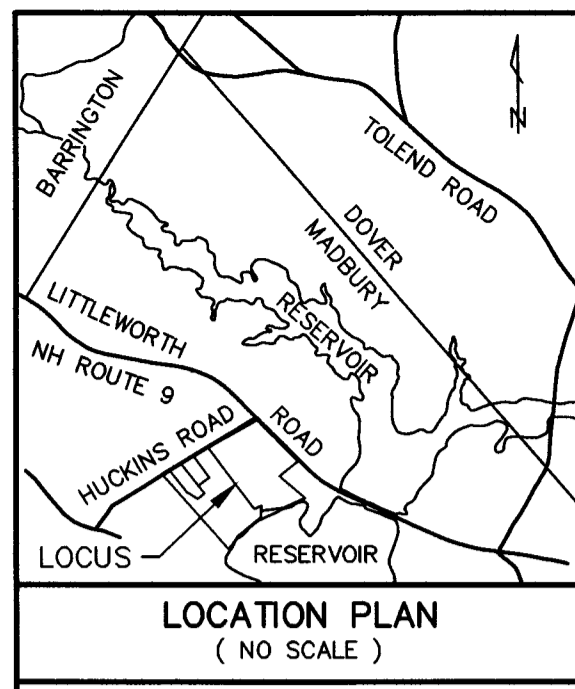 BARRINGTON
N
TOLEND ROAD
DOVER
MADBURY
RESERVOIR
LITTLEWORTH
ROAD
NH ROUTE 9
HUCKINS ROAD
LOCUS
RESERVOIR
LOCATION PLAN
( NO SCALE )